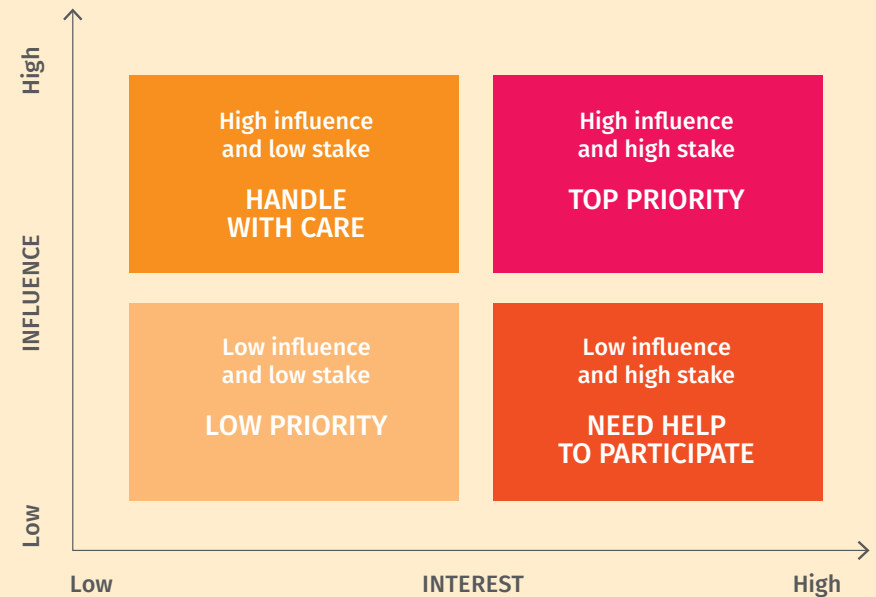 High
High influence
and low stake
HANDLE
WITH CARE
High influence
and high stake
TOP PRIORITY
INFLUENCE
Low influence
and low stake
LOW PRIORITY
Low influence
and high stake
NEED HELP
TO PARTICIPATE
Low
Low
INTEREST
High